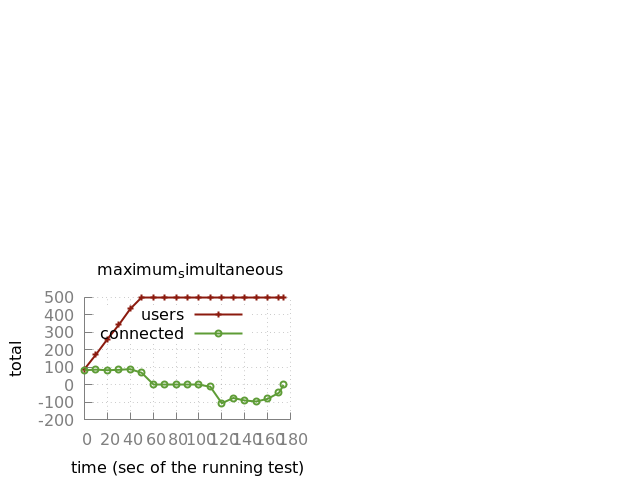 maximumsimultaneous
500
400
300
200
100
0
-100
-200
total
users
connected
0 20 40 60 80 100 120 140 160 180
time (sec of the running test)